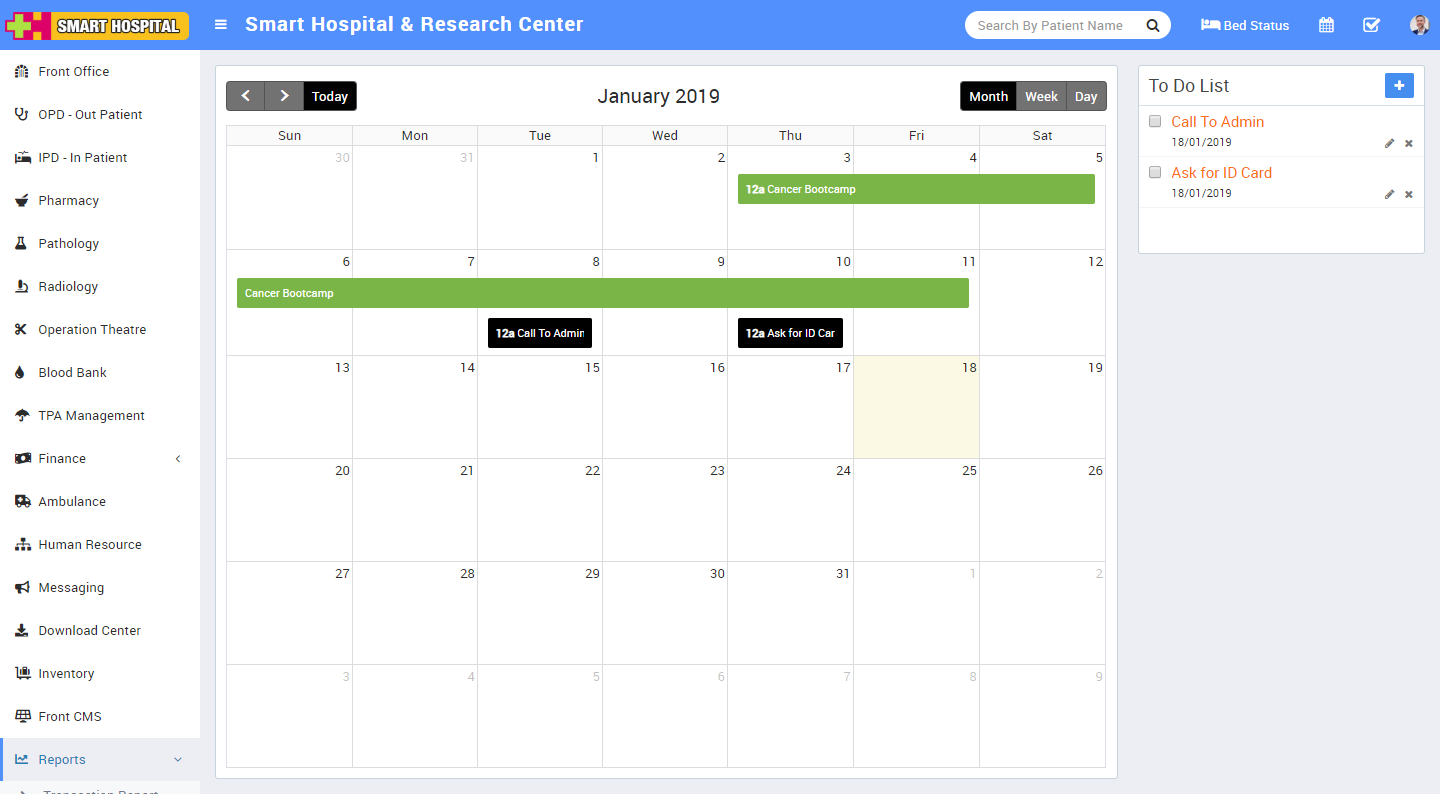 SMART HOSPITAL
Smart Hospital & Research Center
Search By Patient Name
Bed Status
Front Office
OPD - Out Patient
IPD - In Patient
Pharmacy
Pathology
Radiology
Operation Theatre
Blood Bank
TPA Management
Finance
Ambulance
Human Resource
Messaging
Download Center
Inventory
Front CMS
Reports
Transaction Report
Today
January 2019
Month Week Day
Sun Mon Tue Wed Thu Fri Sat
30 31 1 2 3 4 5
12a Cancer Bootcamp
6 7 8 9 10 11 12
Cancer Bootcamp
12a Call To Admin 12a Ask for ID Car
13 14 15 16 17 18 19
20 21 22 23 24 25 26
27 28 29 30 31 1 2
3 4 5 6 7 8 9
To Do List
Call To Admin
18/01/2019
Ask for ID Card
18/01/2019